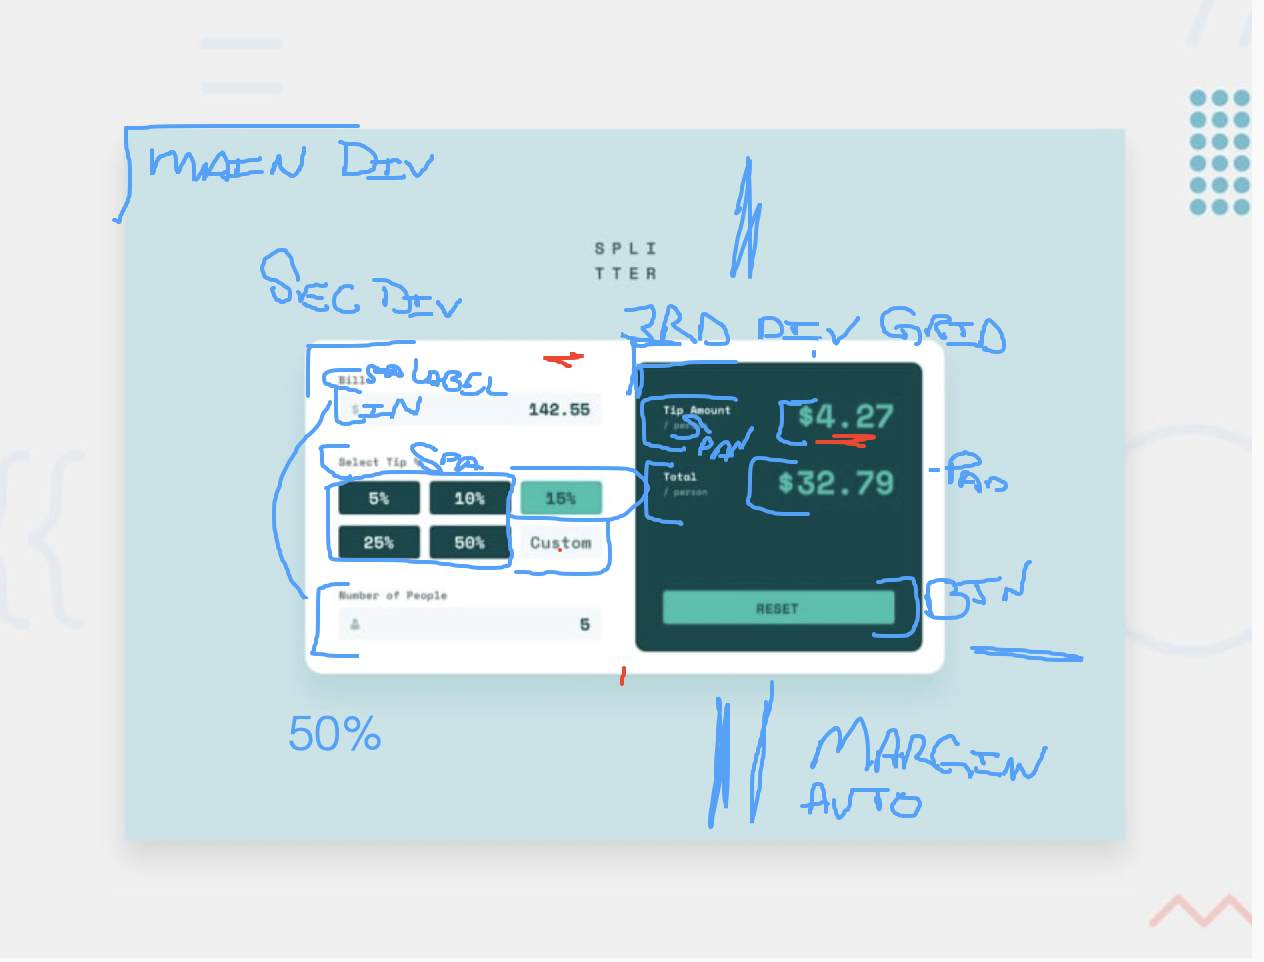 MAIN DIV
SPLI
TTER
SEC DIV
3RD DIV GRID
Bill
LABEL
$
IN
142.55
Tip Amount
/ person
SPAN
$4.27
Select Tip %
SPA
Total
/ person
$32.79
PAD
5%
10%
15%
25%
50%
Custom
Number of People
5
RESET
BTN
50%
MARGIN
AUTO